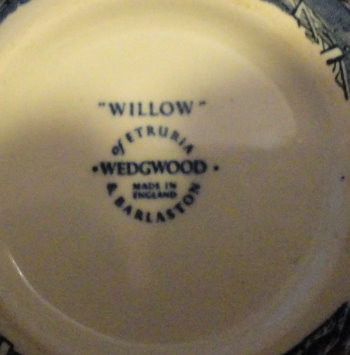 "WILLOW"
of ETRURIA
• WEDGWOOD •
MADE IN
ENGLAND
& BARLASTON